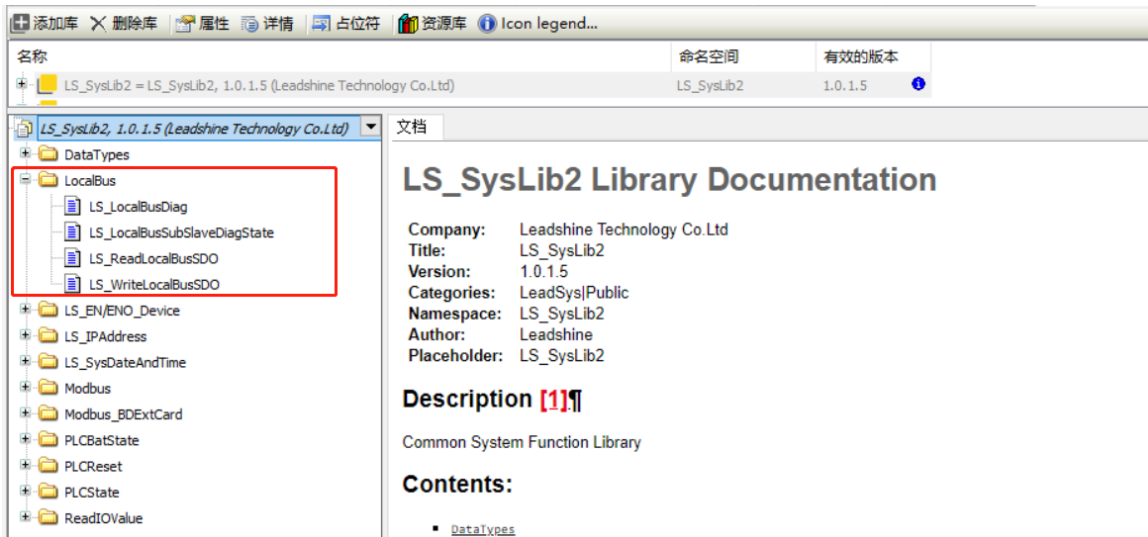 添加库 删除库 属性 详情 占位符 资源库 Icon legend...
名称 命名空间 有效的版本
LS_SysLib2 = LS_SysLib2, 1.0.1.5 (Leadshine Technology Co.Ltd) LS_SysLib2 1.0.1.5
LS_SysLib2, 1.0.1.5 (Leadshine Technology Co.Ltd)
DataTypes
LocalBus
LS_LocalBusDiag
LS_LocalBusSubSlaveDiagState
LS_ReadLocalBusSDO
LS_WriteLocalBusSDO
LS_EN/ENO_Device
LS_IPAddress
LS_SysDateAndTime
Modbus
Modbus_BDExtCard
PLCBatState
PLCReset
PLCState
ReadIOValue
文档
LS_SysLib2 Library Documentation
Company: Leadshine Technology Co.Ltd
Title: LS_SysLib2
Version: 1.0.1.5
Categories: LeadSys|Public
Namespace: LS_SysLib2
Author: Leadshine
Placeholder: LS_SysLib2
Description [1]¶
Common System Function Library
Contents:
DataTypes